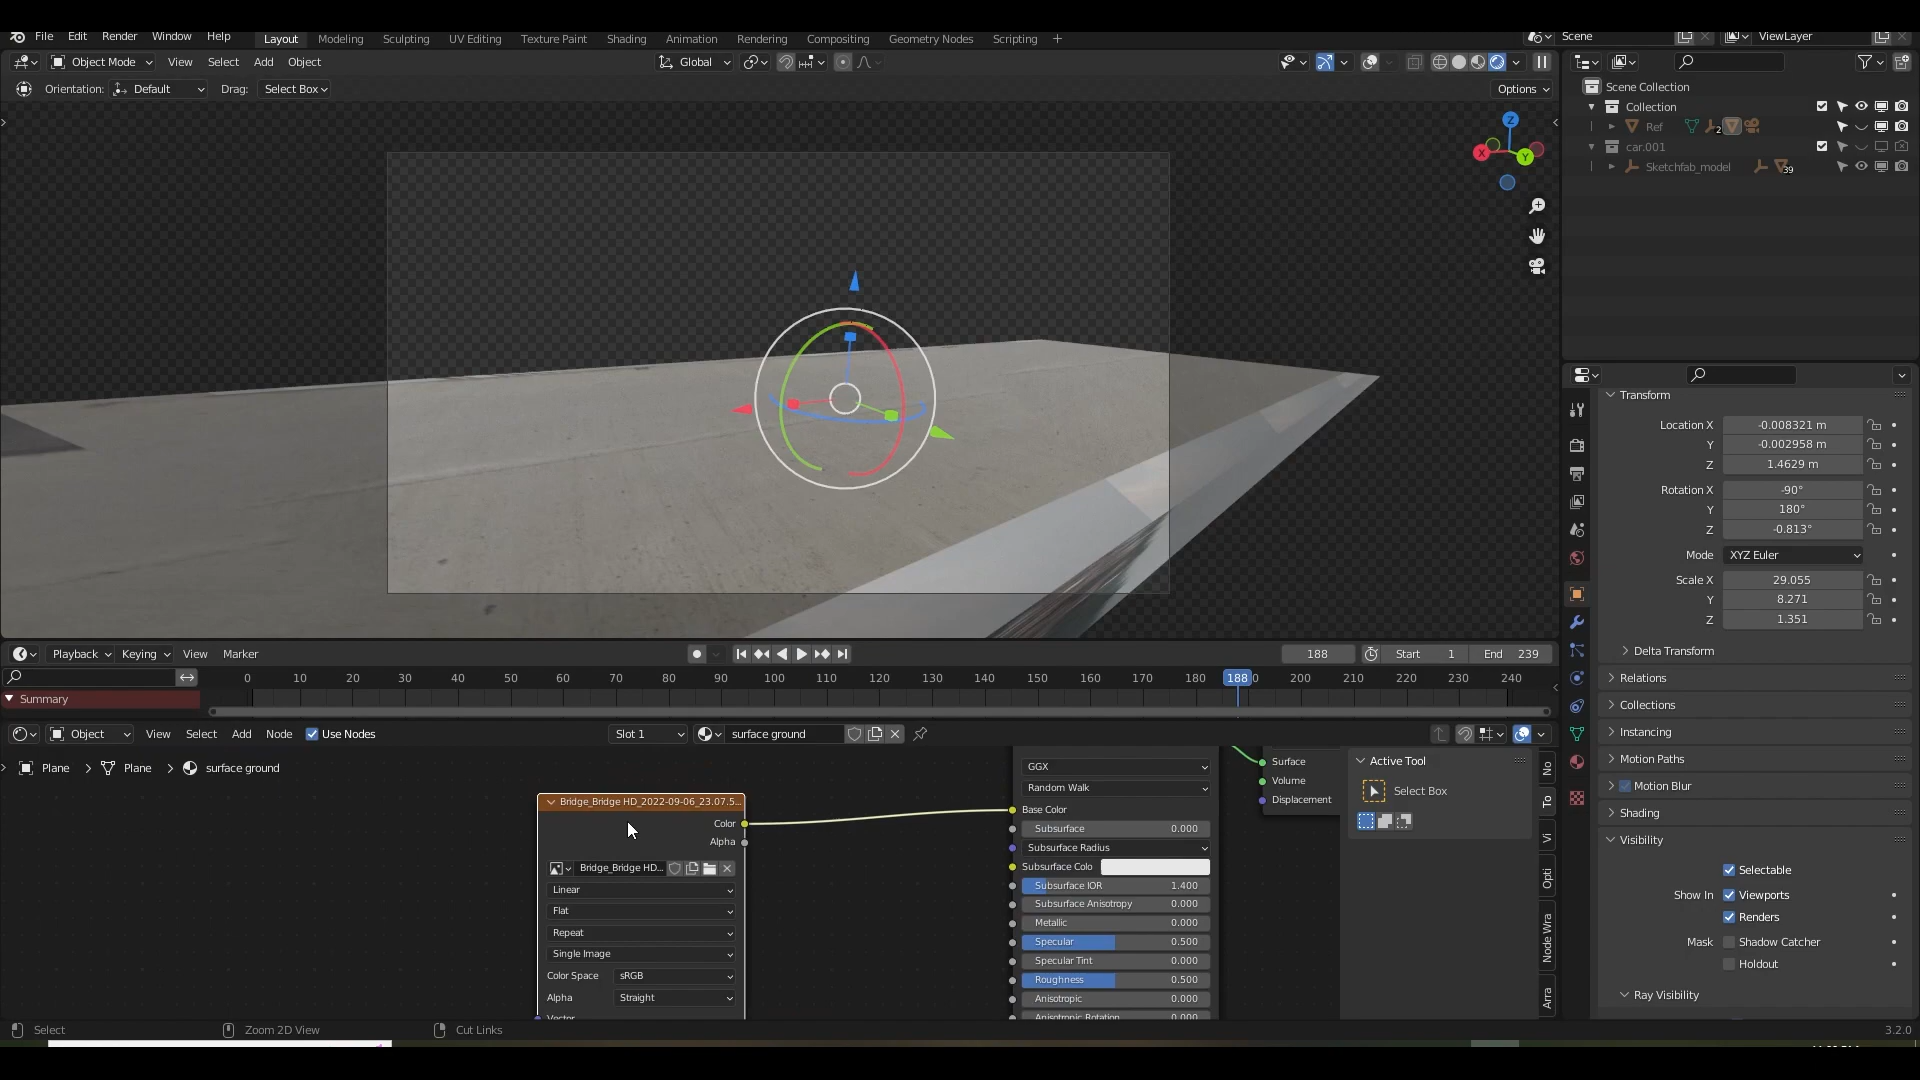 File Edit Render Window Help Layout Modeling Sculpting UV Editing Texture Paint Shading Animation Rendering Compositing Geometry Nodes Scripting + Scene ViewLayer
Object Mode View Select Add Object Global
Orientation: Default Drag: Select Box Options
Z
X
Y
Scene Collection
Collection
Ref 2
car.001
Sketchfab_model 39
Transform
Location X -0.008321 m
Y -0.002958 m
Z 1.4629 m
Rotation X -90°
Y 180°
Z -0.813°
Mode XYZ Euler
Scale X 29.055
Y 8.271
Z 1.351
Delta Transform
Relations
Collections
Instancing
Motion Paths
Motion Blur
Shading
Visibility
Selectable
Show In Viewports
Renders
Mask Shadow Catcher
Holdout
Ray Visibility
Playback Keying View Marker 188 Start 1 End 239
0 10 20 30 40 50 60 70 80 90 100 110 120 130 140 150 160 170 180 188 200 210 220 230 240
Summary
Object View Select Add Node Use Nodes Slot 1 surface ground
Plane > Plane > surface ground
Bridge_Bridge HD_2022-09-06_23.07.5...
Color
Alpha
Bridge_Bridge HD...
Linear
Flat
Repeat
Single Image
Color Space sRGB
Alpha Straight
Vector
GGX
Random Walk
Base Color
Subsurface 0.000
Subsurface Radius
Subsurface Colo
Subsurface IOR 1.400
Subsurface Anisotropy 0.000
Metallic 0.000
Specular 0.500
Specular Tint 0.000
Roughness 0.500
Anisotropic 0.000
Anisotropic Rotation 0.000
Surface
Volume
Displacement
Active Tool
Select Box
No
To
Vi
Opti
Node Wra
Arra
Select Zoom 2D View Cut Links 3.2.0